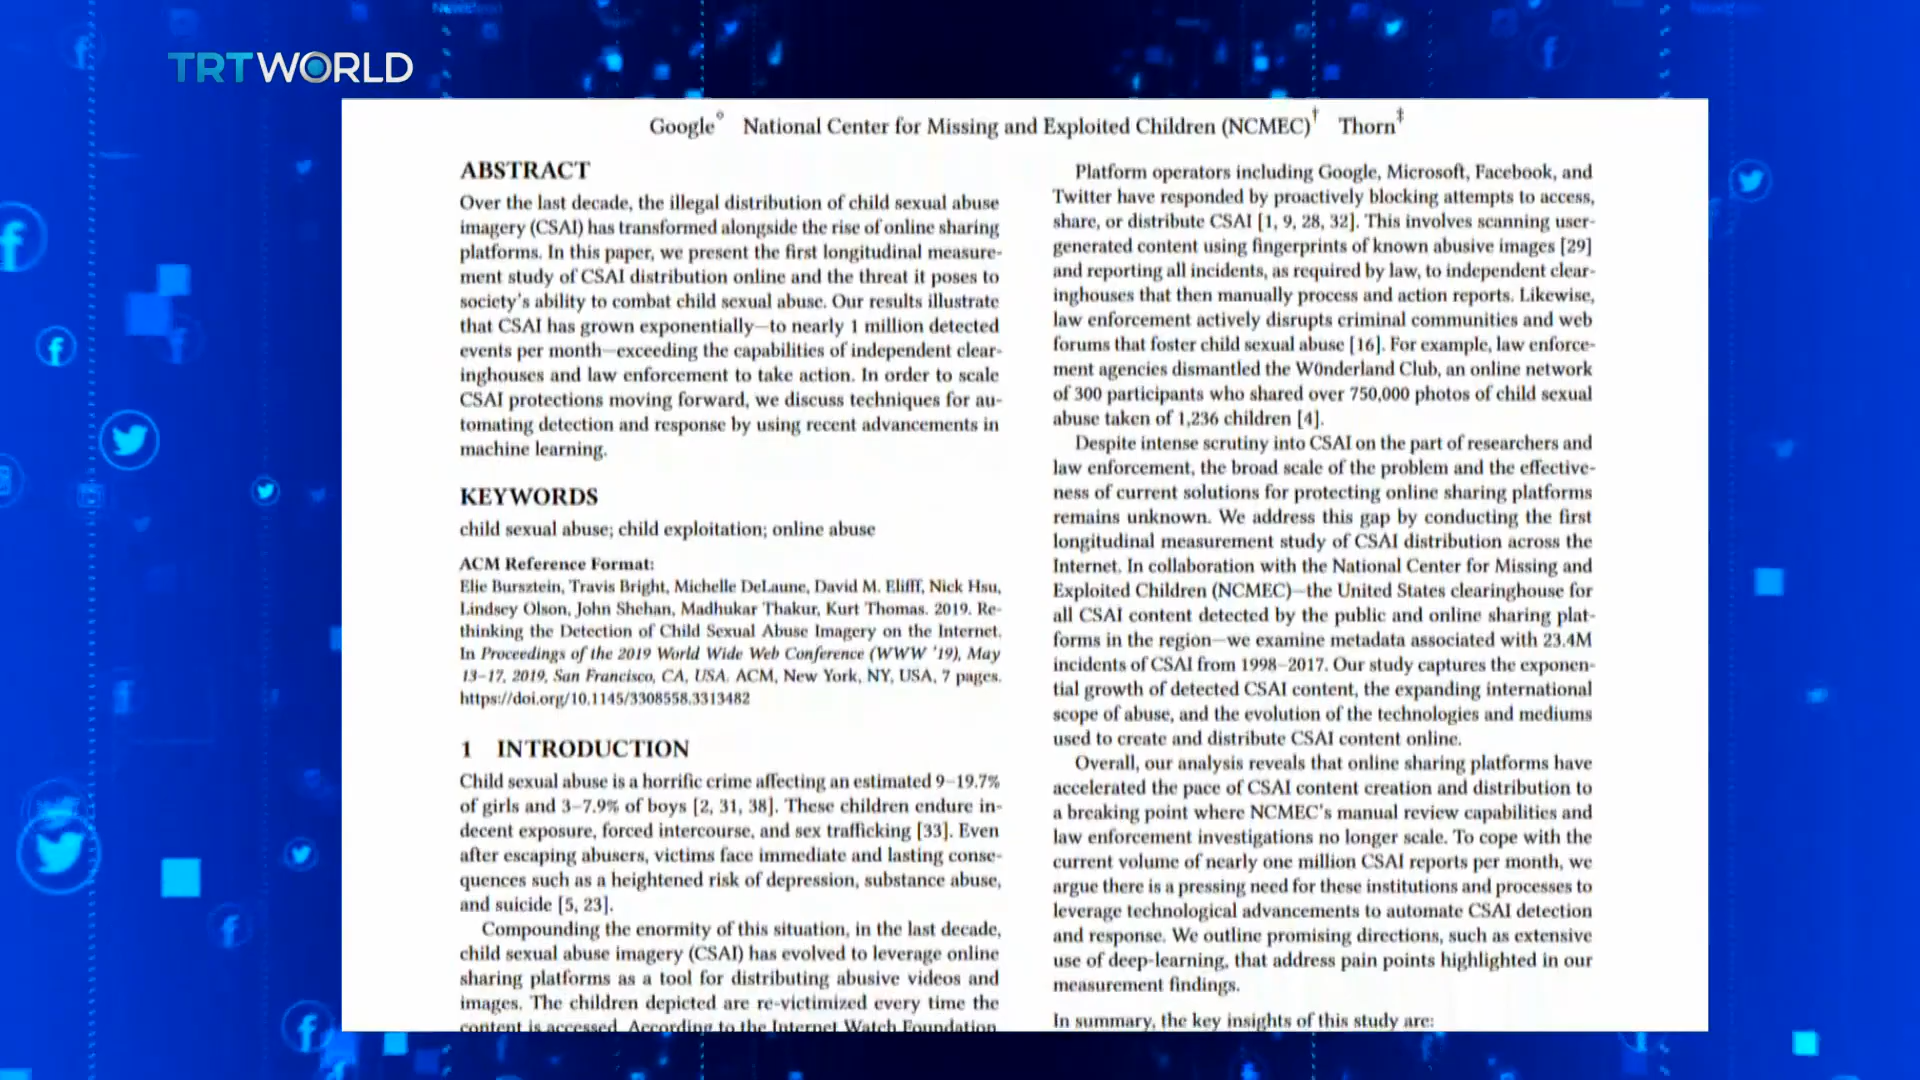 TRT WORLD
Google° National Center for Missing and Exploited Children (NCMEC)† Thorn‡
ABSTRACT
Over the last decade, the illegal distribution of child sexual abuse
imagery (CSAI) has transformed alongside the rise of online sharing
platforms. In this paper, we present the first longitudinal measure-
ment study of CSAI distribution online and the threat it poses to
society's ability to combat child sexual abuse. Our results illustrate
that CSAI has grown exponentially—to nearly 1 million detected
events per month—exceeding the capabilities of independent clear-
inghouses and law enforcement to take action. In order to scale
CSAI protections moving forward, we discuss techniques for au-
tomating detection and response by using recent advancements in
machine learning.
KEYWORDS
child sexual abuse; child exploitation; online abuse
ACM Reference Format:
Elie Bursztein, Travis Bright, Michelle DeLaune, David M. Elifff, Nick Hsu,
Lindsey Olson, John Shehan, Madhukar Thakur, Kurt Thomas. 2019. Re-
thinking the Detection of Child Sexual Abuse Imagery on the Internet.
In Proceedings of the 2019 World Wide Web Conference (WWW '19), May
13–17, 2019, San Francisco, CA, USA. ACM, New York, NY, USA, 7 pages.
https://doi.org/10.1145/3308558.3313482
1 INTRODUCTION
Child sexual abuse is a horrific crime affecting an estimated 9–19.7%
of girls and 3–7.9% of boys [2, 31, 38]. These children endure in-
decent exposure, forced intercourse, and sex trafficking [33]. Even
after escaping abusers, victims face immediate and lasting conse-
quences such as a heightened risk of depression, substance abuse,
and suicide [5, 23].
Compounding the enormity of this situation, in the last decade,
child sexual abuse imagery (CSAI) has evolved to leverage online
sharing platforms as a tool for distributing abusive videos and
images. The children depicted are re-victimized every time the
content is accessed. According to the Internet Watch Foundation
Platform operators including Google, Microsoft, Facebook, and
Twitter have responded by proactively blocking attempts to access,
share, or distribute CSAI [1, 9, 28, 32]. This involves scanning user-
generated content using fingerprints of known abusive images [29]
and reporting all incidents, as required by law, to independent clear-
inghouses that then manually process and action reports. Likewise,
law enforcement actively disrupts criminal communities and web
forums that foster child sexual abuse [16]. For example, law enforce-
ment agencies dismantled the W0nderland Club, an online network
of 300 participants who shared over 750,000 photos of child sexual
abuse taken of 1,236 children [4].
Despite intense scrutiny into CSAI on the part of researchers and
law enforcement, the broad scale of the problem and the effective-
ness of current solutions for protecting online sharing platforms
remains unknown. We address this gap by conducting the first
longitudinal measurement study of CSAI distribution across the
Internet. In collaboration with the National Center for Missing and
Exploited Children (NCMEC)—the United States clearinghouse for
all CSAI content detected by the public and online sharing plat-
forms in the region—we examine metadata associated with 23.4M
incidents of CSAI from 1998–2017. Our study captures the exponen-
tial growth of detected CSAI content, the expanding international
scope of abuse, and the evolution of the technologies and mediums
used to create and distribute CSAI content online.
Overall, our analysis reveals that online sharing platforms have
accelerated the pace of CSAI content creation and distribution to
a breaking point where NCMEC's manual review capabilities and
law enforcement investigations no longer scale. To cope with the
current volume of nearly one million CSAI reports per month, we
argue there is a pressing need for these institutions and processes to
leverage technological advancements to automate CSAI detection
and response. We outline promising directions, such as extensive
use of deep-learning, that address pain points highlighted in our
measurement findings.
In summary, the key insights of this study are: